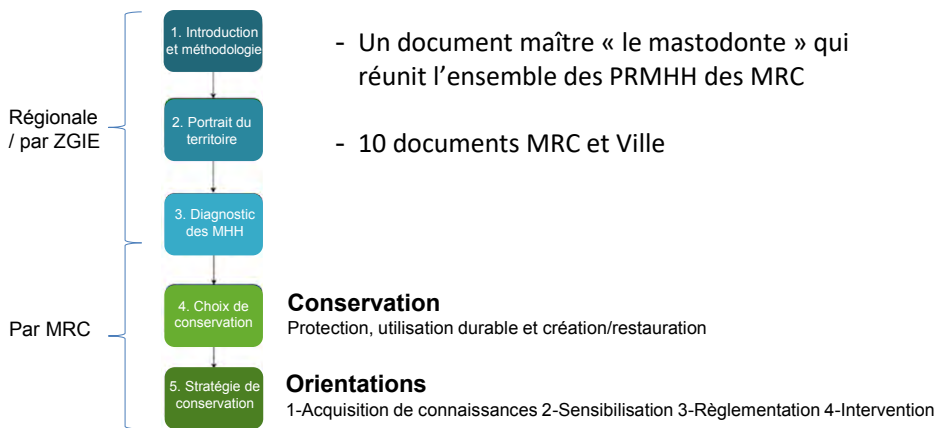 1. Introduction
et méthodologie
- Un document maître « le mastodonte » qui
réunit l'ensemble des PRMHH des MRC
Régionale
/ par ZGIE
2. Portrait du
territoire
- 10 documents MRC et Ville
3. Diagnostic
des MHH
Par MRC
4. Choix de
conservation
Conservation
Protection, utilisation durable et création/restauration
5. Stratégie de
conservation
Orientations
1-Acquisition de connaissances 2-Sensibilisation 3-Règlementation 4-Intervention